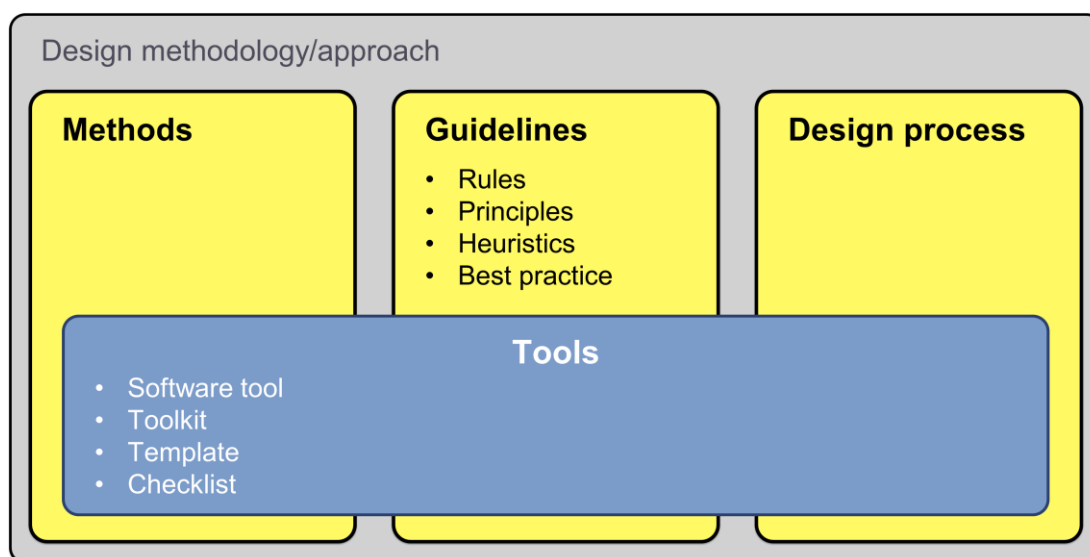 Design methodology/approach
Methods
Guidelines
• Rules
• Principles
• Heuristics
• Best practice
Design process
Tools
• Software tool
• Toolkit
• Template
• Checklist